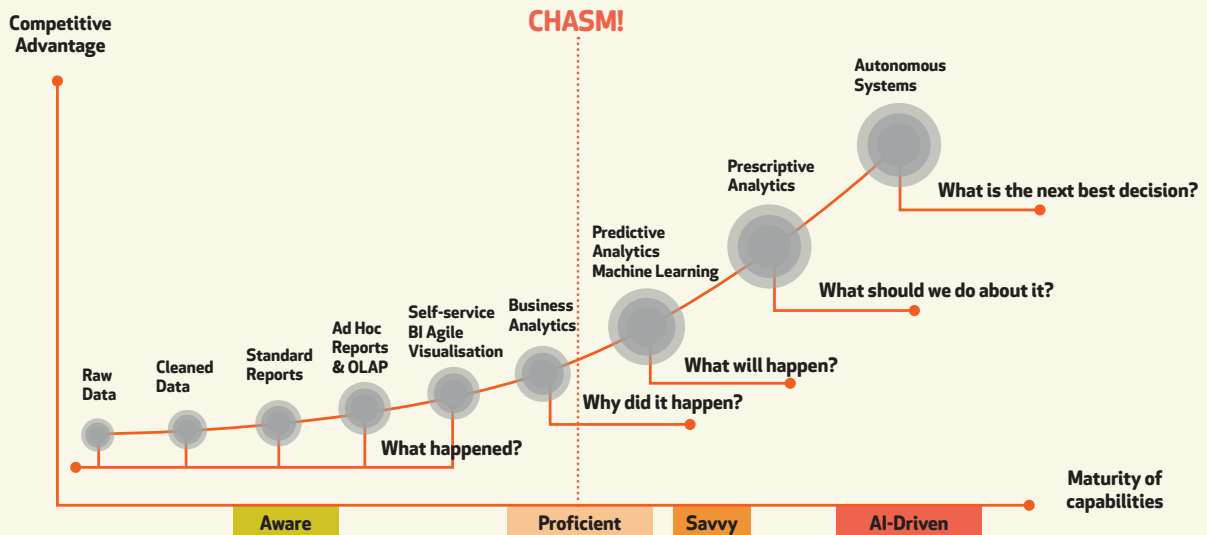 Competitive
Advantage
CHASM!
Autonomous
Systems
Prescriptive
Analytics
What is the next best decision?
Predictive
Analytics
Machine Learning
What should we do about it?
Self-service
BI Agile
Visualisation
Business
Analytics
Ad Hoc
Reports
& OLAP
Standard
Reports
Cleaned
Data
Raw
Data
What will happen?
Why did it happen?
What happened?
Maturity of
capabilities
Aware
Proficient
Savvy
AI-Driven